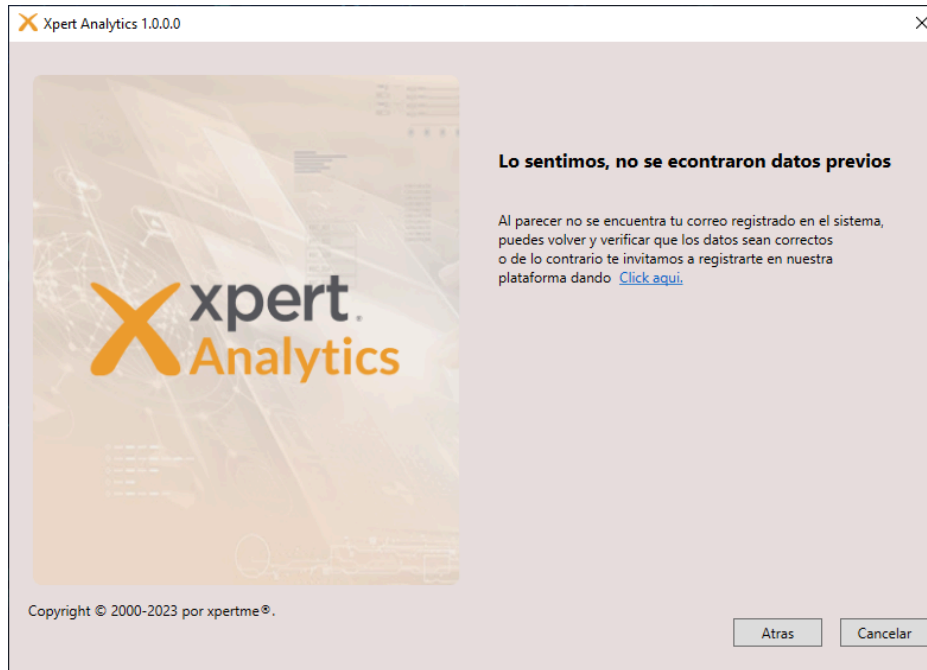 Xpert Analytics 1.0.0.0
xpert®
Analytics
Lo sentimos, no se econtraron datos previos
Al parecer no se encuentra tu correo registrado en el sistema,
puedes volver y verificar que los datos sean correctos
o de lo contrario te invitamos a registrarte en nuestra
plataforma dando Click aqui.
Copyright © 2000-2023 por xpertme®.
Atras
Cancelar